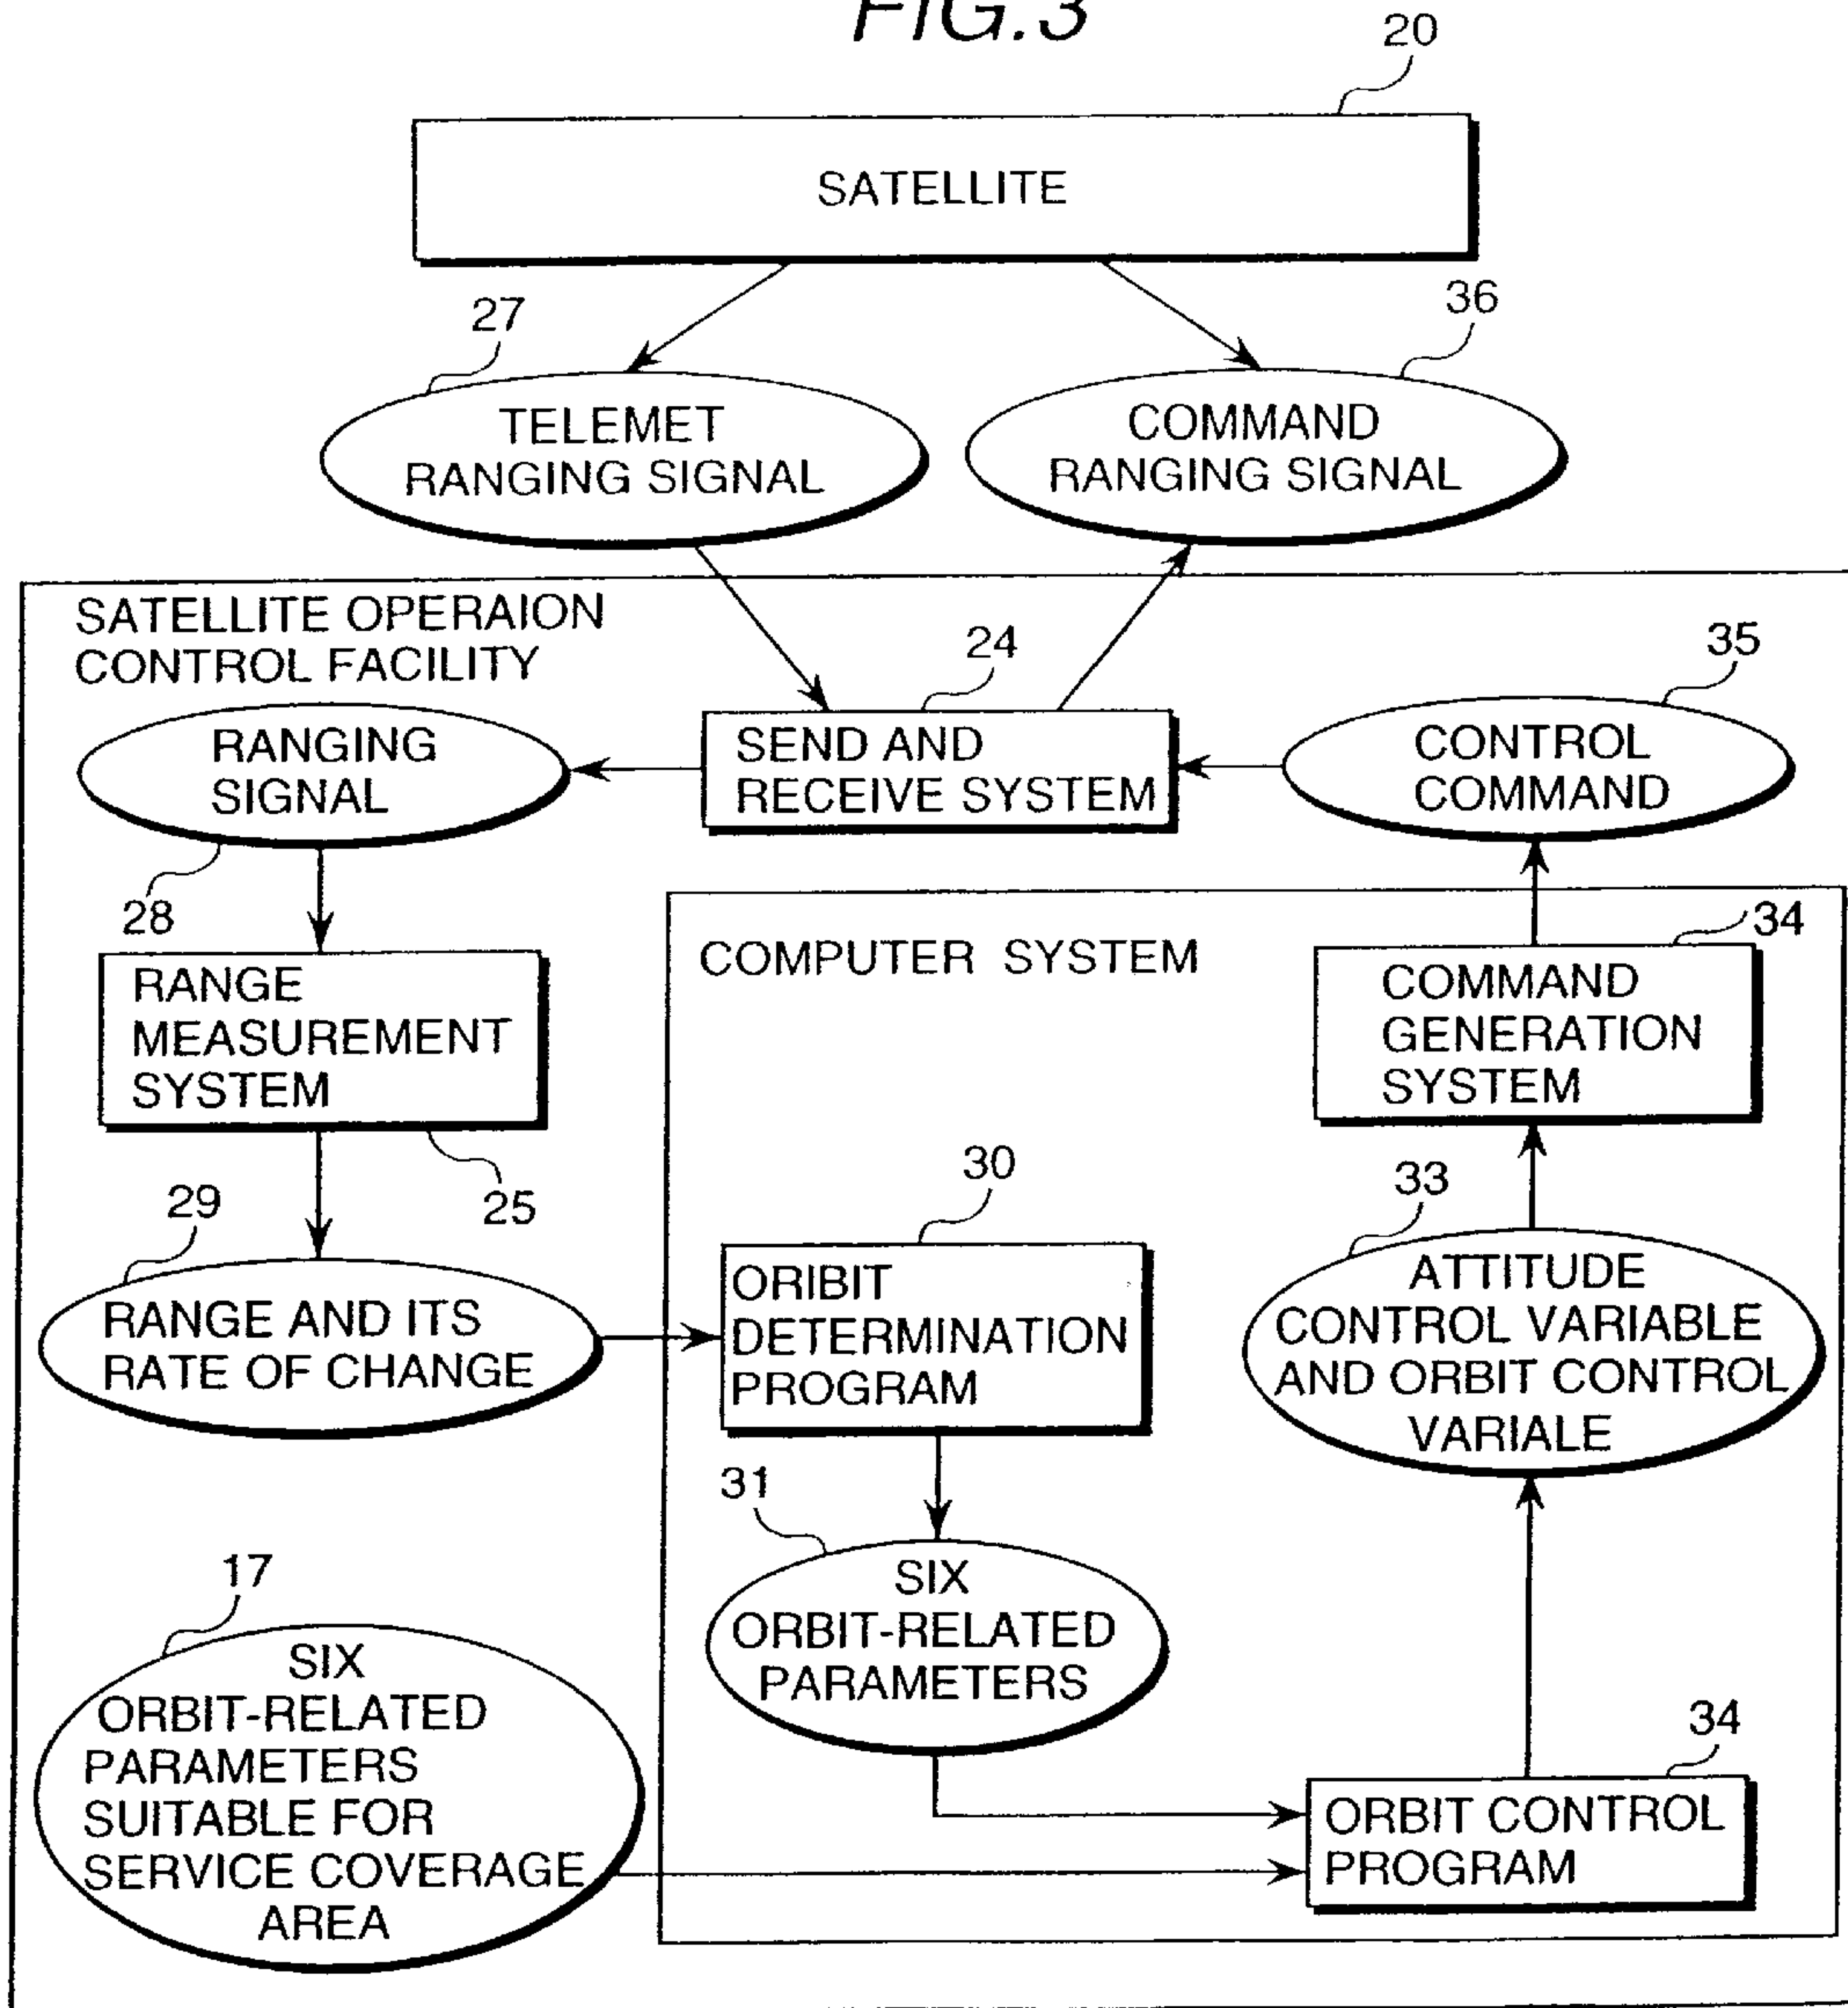 FIG.3
20
SATELLITE
27
36
TELEMET
RANGING SIGNAL
COMMAND
RANGING SIGNAL
SATELLITE OPERAION
CONTROL FACILITY
24
35
RANGING
SIGNAL
SEND AND
RECEIVE SYSTEM
CONTROL
COMMAND
28
34
COMPUTER SYSTEM
RANGE
MEASUREMENT
SYSTEM
COMMAND
GENERATION
SYSTEM
25
29
30
33
RANGE AND ITS
RATE OF CHANGE
ORIBIT
DETERMINATION
PROGRAM
ATTITUDE
CONTROL VARIABLE
AND ORBIT CONTROL
VARIALE
31
17
SIX
ORBIT-RELATED
PARAMETERS
SIX
ORBIT-RELATED
PARAMETERS
SUITABLE FOR
SERVICE COVERAGE
AREA
34
ORBIT CONTROL
PROGRAM